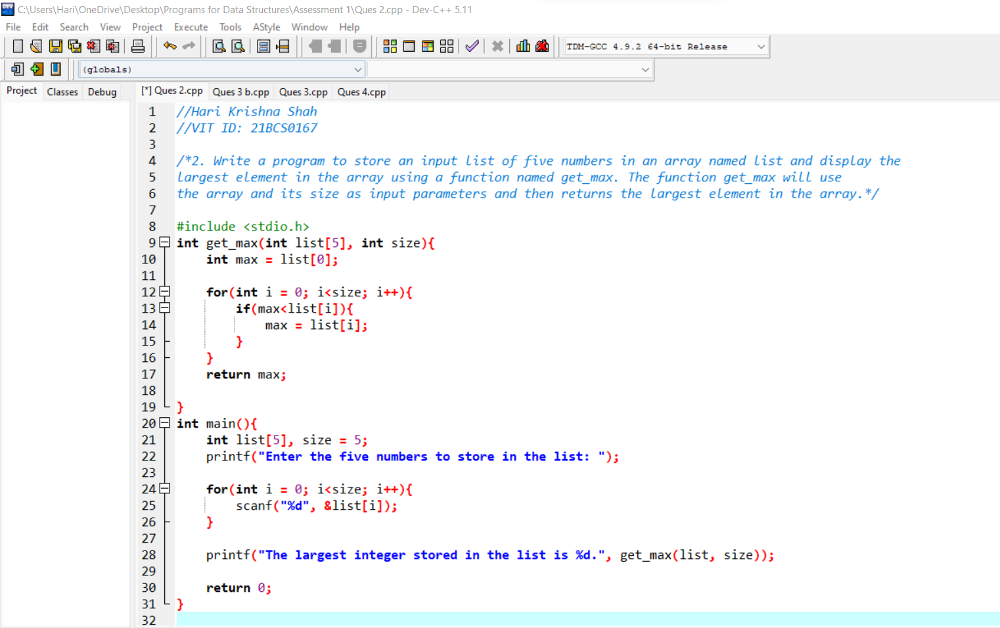 C:\Users\Hari\OneDrive\Desktop\Programs for Data Structures\Assessment 1\Ques 2.cpp - Dev-C++ 5.11
File Edit Search View Project Execute Tools AStyle Window Help
TDM-GCC 4.9.2 64-bit Release
(globals)
Project Classes Debug [*] Ques 2.cpp Ques 3 b.cpp Ques 3.cpp Ques 4.cpp
1 //Hari Krishna Shah
2 //VIT ID: 21BCS0167
3
4 /*2. Write a program to store an input list of five numbers in an array named list and display the
5 largest element in the array using a function named get_max. The function get_max will use
6 the array and its size as input parameters and then returns the largest element in the array.*/
7
8 #include <stdio.h>
9 int get_max(int list[5], int size){
10     int max = list[0];
11
12     for(int i = 0; i<size; i++){
13         if(max<list[i]){
14             max = list[i];
15         }
16     }
17     return max;
18
19 }
20 int main(){
21     int list[5], size = 5;
22     printf("Enter the five numbers to store in the list: ");
23
24     for(int i = 0; i<size; i++){
25         scanf("%d", &list[i]);
26     }
27
28     printf("The largest integer stored in the list is %d.", get_max(list, size));
29
30     return 0;
31 }
32